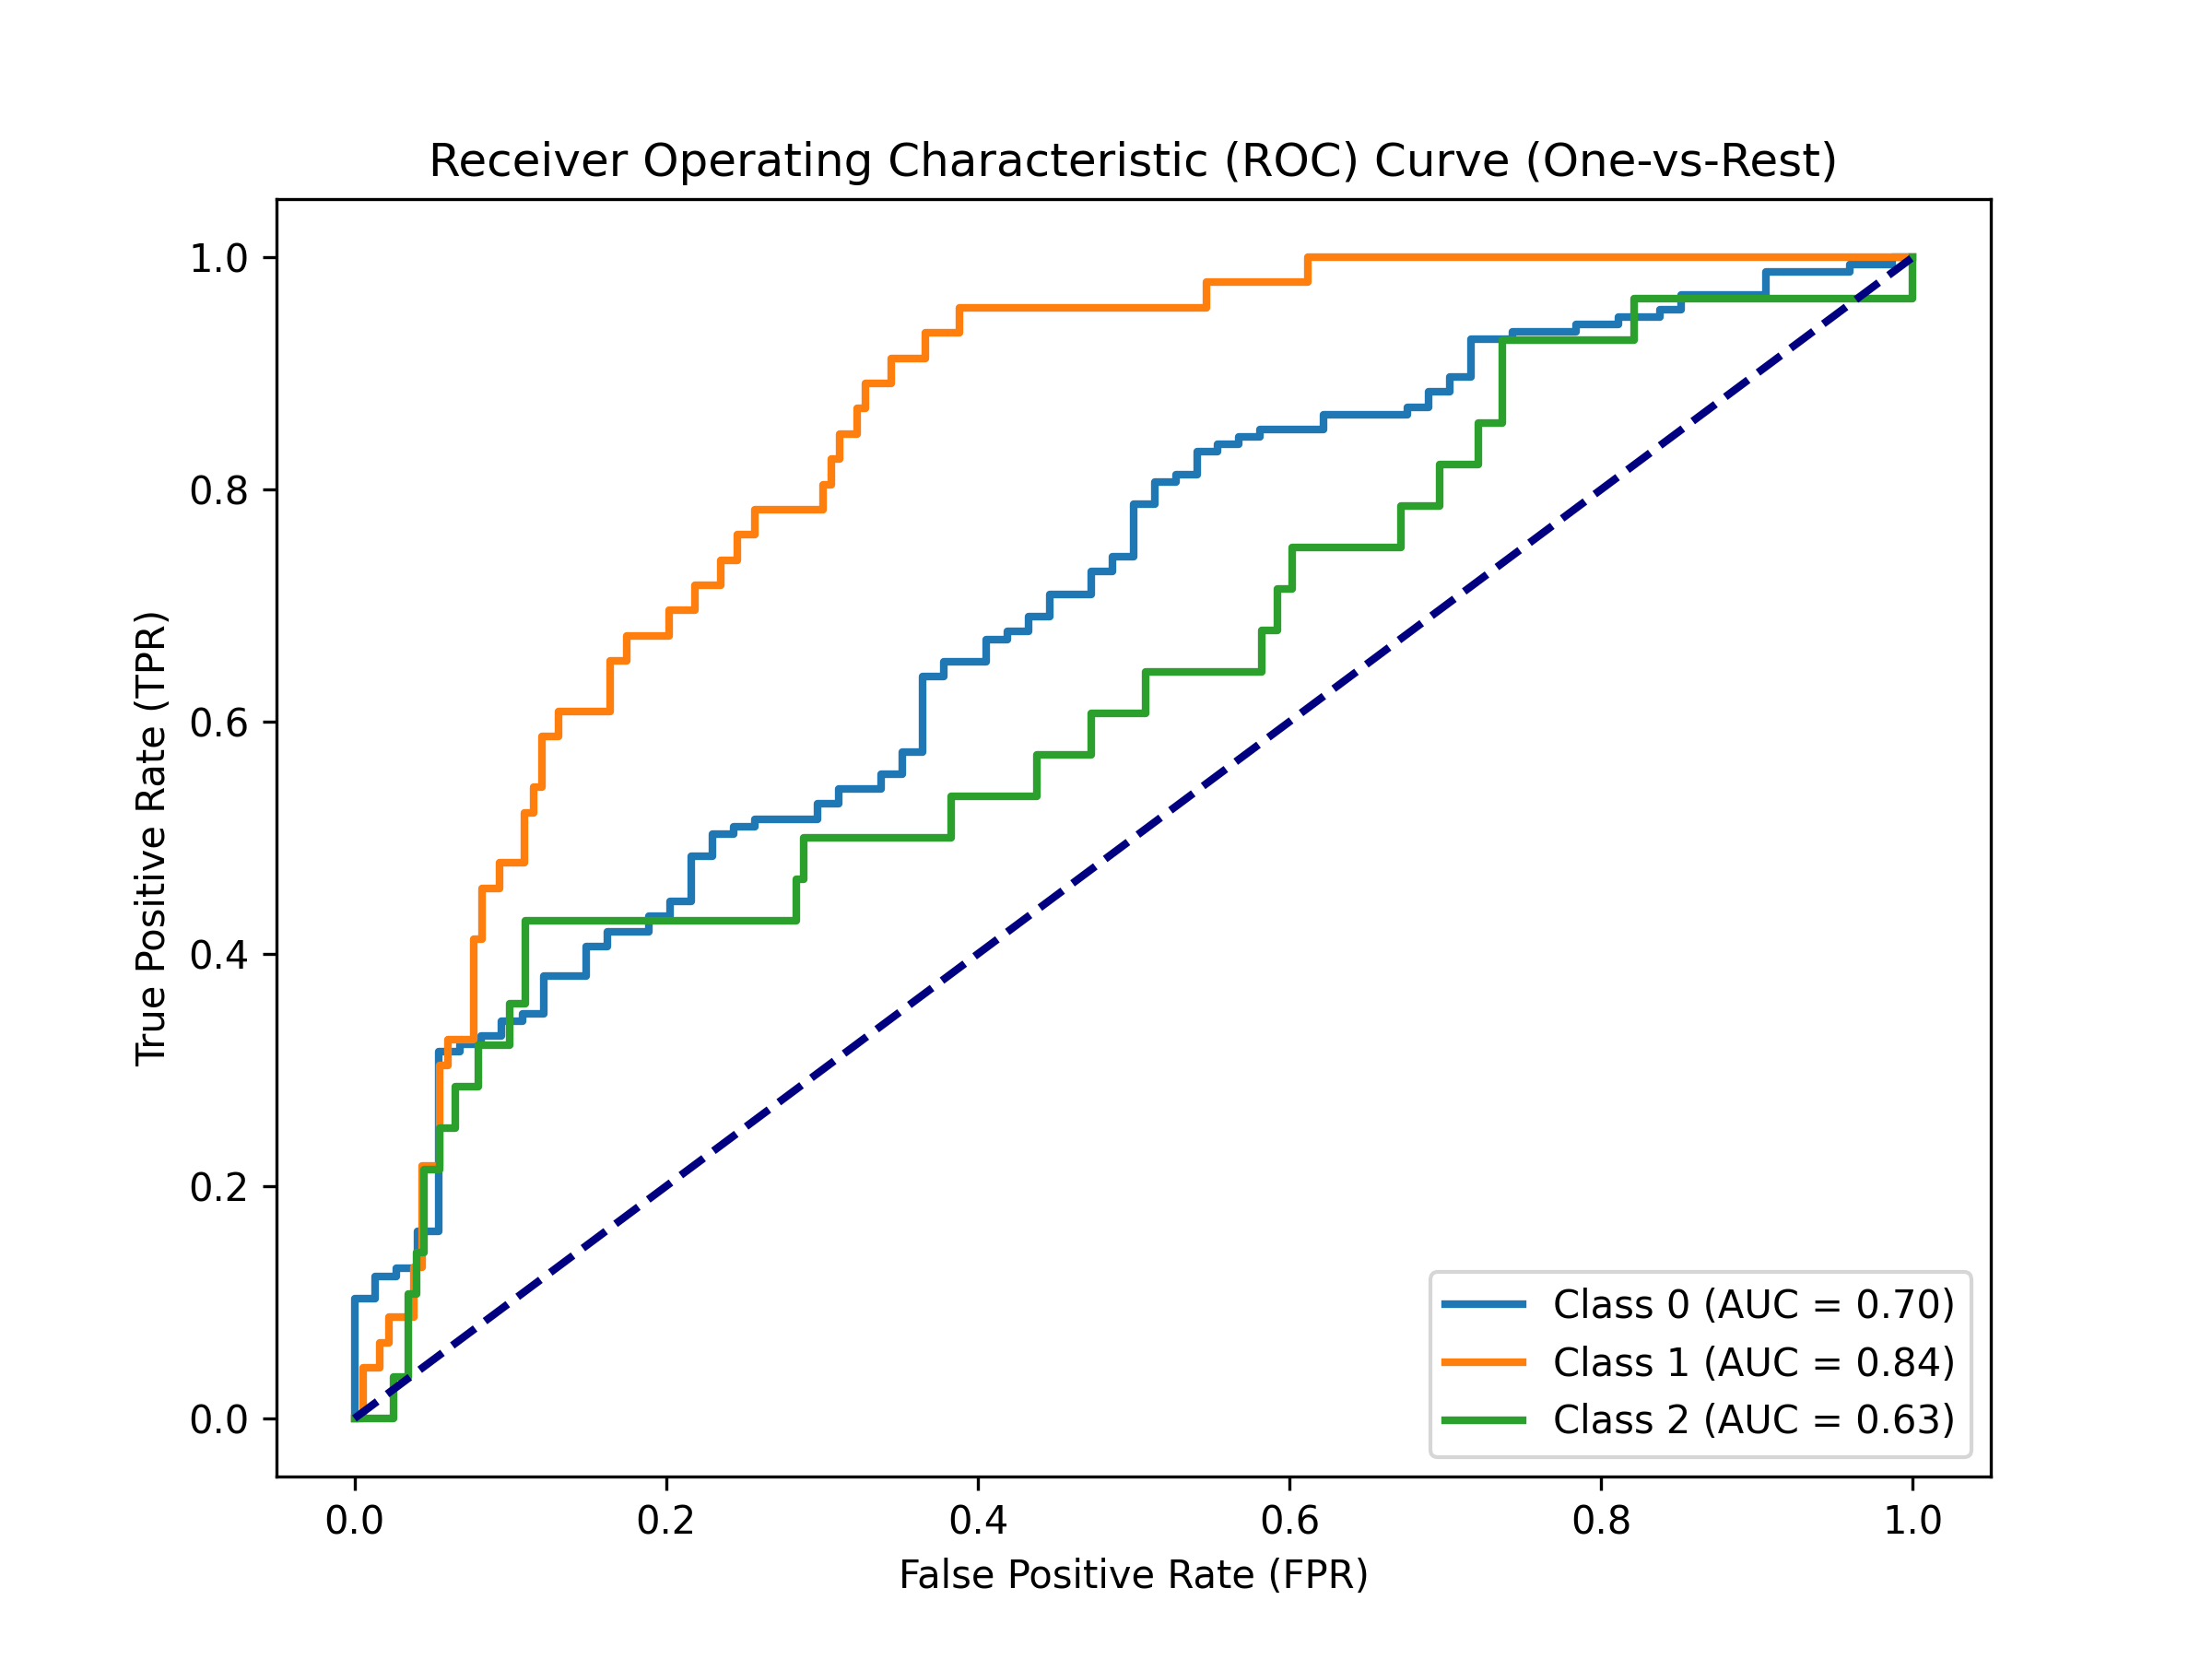 Receiver Operating Characteristic (ROC) Curve (One-vs-Rest)
1.0
0.8
0.6
0.4
0.2
0.0
True Positive Rate (TPR)
0.0 0.2 0.4 0.6 0.8 1.0
False Positive Rate (FPR)
Class 0 (AUC = 0.70)
Class 1 (AUC = 0.84)
Class 2 (AUC = 0.63)